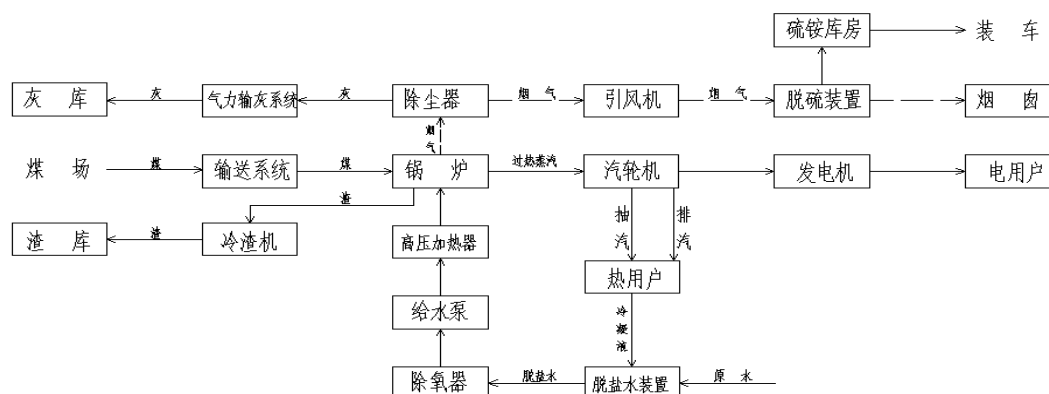 硫铵库房
装 车
灰 库
灰
气力输灰系统
灰
除尘器
烟 气
引风机
烟 气
脱硫装置
烟 囱
烟气
煤 场
煤
输送系统
煤
锅 炉
过热蒸汽
汽轮机
发电机
电用户
渣
抽汽
排汽
渣 库
渣
冷渣机
高压加热器
热用户
给水泵
冷凝液
除氧器
脱盐水
脱盐水装置
原 水